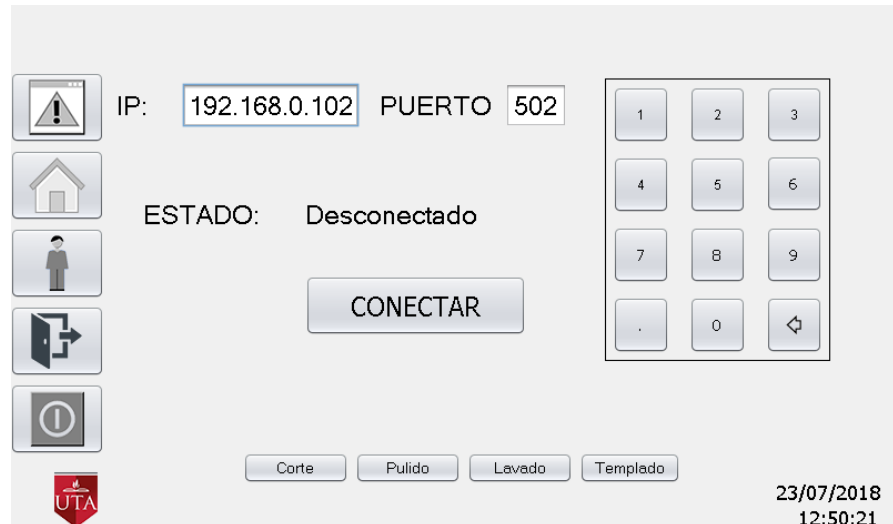 IP: 192.168.0.102 PUERTO 502
1 2 3
4 5 6
ESTADO: Desconectado
7 8 9
CONECTAR
. 0
Corte Pulido Lavado Templado
UTA
23/07/2018
12:50:21